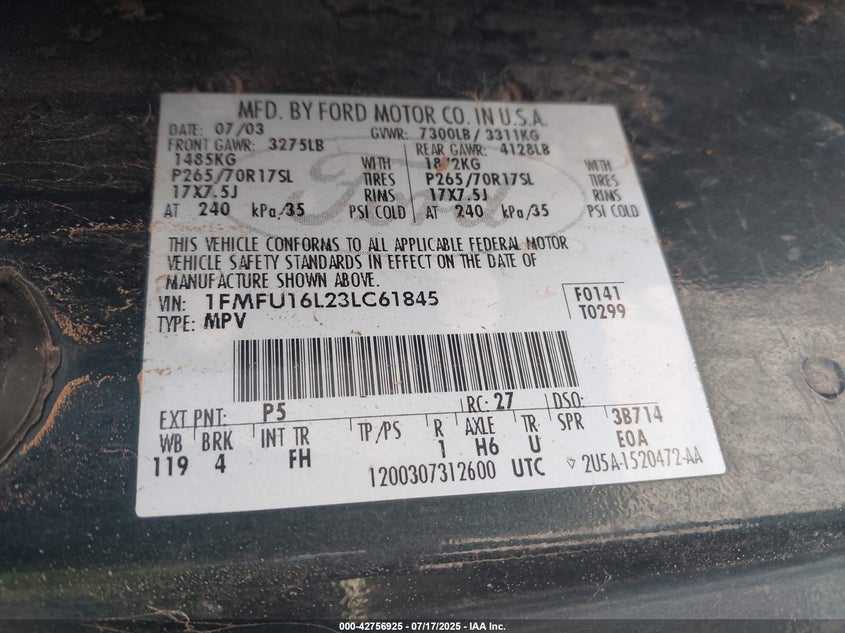 MFD. BY FORD MOTOR CO. IN U.S.A.
DATE: 07/03 GVWR: 7300LB / 3311KG
FRONT GAWR: 3275LB REAR GAWR: 4128LB
1485KG WITH 1872KG WITH
P265/70R17SL TIRES P265/70R17SL TIRES
17X7.5J RIMS 17X7.5J RIMS
AT 240 kPa/35 PSI COLD AT 240 kPa/35 PSI COLD
Ford
THIS VEHICLE CONFORMS TO ALL APPLICABLE FEDERAL MOTOR
VEHICLE SAFETY STANDARDS IN EFFECT ON THE DATE OF
MANUFACTURE SHOWN ABOVE.
VIN: 1FMFU16L23LC61845 F0141
TYPE: MPV T0299
EXT PNT: P5 RC: 27 DSO:
WB BRK INT TR TP/PS R AXLE TR SPR 3B714
119 4 FH 1 H6 U E0A
1200307312600 UTC ▽ 2U5A-1520472-AA
000-42756925 - 07/17/2025 - IAA Inc.